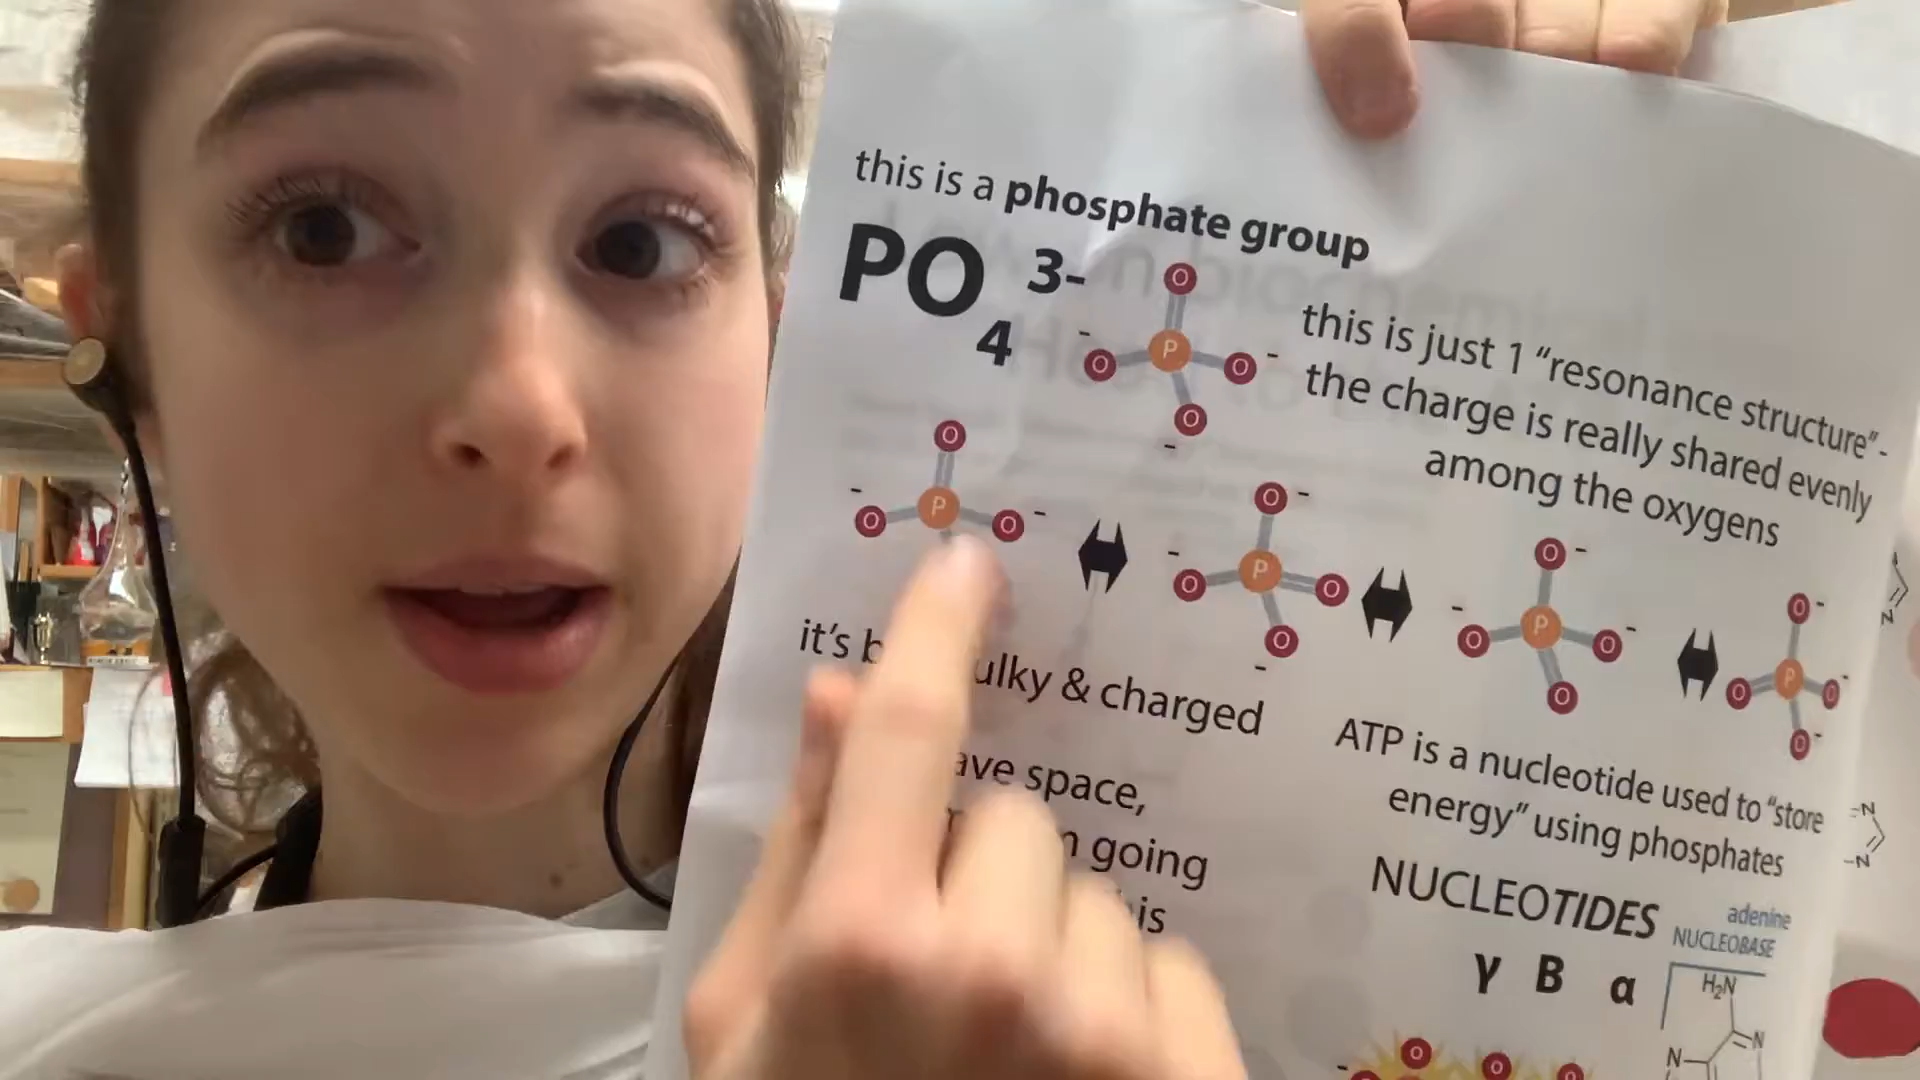 this is a phosphate group
PO4 3-
this is just 1 "resonance structure"-
the charge is really shared evenly
among the oxygens
O
- O P O -
O
-
O
- O P O -
O -
- O P O
O
-
O -
- O P O -
O
O -
O P O -
O -
it's ulky & charged
space,
going
is
ATP is a nucleotide used to "store
energy" using phosphates
NUCLEOTIDES
adenine
NUCLEOBASE
γ B α
H2N
N
N
O O
N
N
N